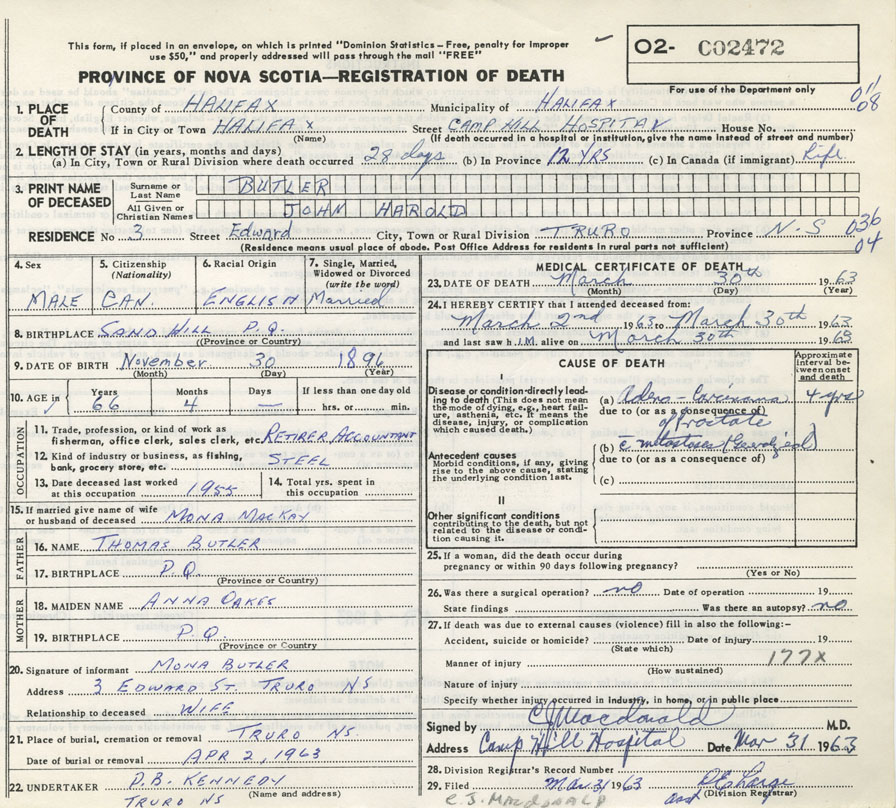 This form, if placed in an envelope, on which is printed "Dominion Statistics - Free, penalty for improper
use $50," and properly addressed will pass through the mail "FREE"
PROVINCE OF NOVA SCOTIA—REGISTRATION OF DEATH
O2- C02472
For use of the Department only
011
08
1. PLACE OF DEATH
County of HALIFAX Municipality of HALIFAX
If in City or Town HALIFAX Street CAMP HILL HOSPITAL House No.
(Name) (If death occurred in a hospital or institution, give the name Instead of street and number)
2. LENGTH OF STAY (in years, months and days)
(a) In City, Town or Rural Division where death occurred 28 days (b) In Province 12 YRS (c) In Canada (if immigrant). Life
3. PRINT NAME OF DECEASED
Surname or Last Name BUTLER
All Given or Christian Names JOHN HAROLD
RESIDENCE No 3 Street Edward City, Town or Rural Division TRURO Province N.S
036
04
(Residence means usual place of abode. Post Office Address for residents in rural parts not sufficient)
4. Sex
MALE
5. Citizenship
(Nationality)
CAN.
6. Racial Origin
ENGLISH
7. Single, Married,
Widowed or Divorced
(write the word)
Married
8. BIRTHPLACE SAND HILL P.Q.
(Province or Country)
9. DATE OF BIRTH November 30 1896
(Month) (Day) (Year)
10. AGE in
Years Months Days If less than one day old
66 4 — hrs. or min.
OCCUPATION
11. Trade, profession, or kind of work as
fisherman, office clerk, sales clerk, etc. RETIRED ACCOUNTANT
12. Kind of industry or business, as fishing,
bank, grocery store, etc. STEEL
13. Date deceased last worked
at this occupation 1955
14. Total yrs. spent in
this occupation
15. If married give name of wife
or husband of deceased MONA MACKAY
FATHER
16. NAME THOMAS BUTLER
17. BIRTHPLACE P.Q.
(Province or Country)
MOTHER
18. MAIDEN NAME ANNA OAKES
19. BIRTHPLACE P.Q.
(Province or Country
20. Signature of informant MONA BUTLER
Address 3 EDWARD ST. TRURO NS
Relationship to deceased WIFE
21. Place of burial, cremation or removal TRURO NS.
Date of burial or removal APR 2, 1963
22. UNDERTAKER D.B. KENNEDY
(Name and address)
TRURO NS
MEDICAL CERTIFICATE OF DEATH
23. DATE OF DEATH March 30th 1963
(Month) (Day) (Year)
24. I HEREBY CERTIFY that I attended deceased from:
March 2nd 1963 to March 30th 1963
and last saw h.I.M. alive on March 30th 1963
CAUSE OF DEATH
Approximate
interval between
onset
and death
I
Disease or condition directly leading
to death (This does not mean
the mode of dying, e.g., heart failure,
asthenia, etc. It means the
disease, injury, or complication
which caused death.)
(a) Adeno-carcinoma 4 yrs
due to (or as a consequence of)
of Prostate
Antecedent causes
Morbid conditions, if any, giving
rise to the above cause, stating
the underlying condition last.
(b) c metastases
due to (or as a consequence of)
(c)
II
Other significant conditions
contributing to the death, but not
related to the disease or condition
causing it.
25. If a woman, did the death occur during
pregnancy or within 90 days following pregnancy?
(Yes or No)
26. Was there a surgical operation? no Date of operation 19
State findings Was there an autopsy? no
27. If death was due to external causes (violence) fill in also the following:-
Accident, suicide or homicide? Date of injury 19
(State which)
Manner of injury 177X
(How sustained)
Nature of injury
Specify whether injury occurred in Industry, in home, or in public place
Signed by CJMacdonald M.D.
Address Camp Hill Hospital Date Mar 31 1963
28. Division Registrar's Record Number
29. Filed Mar. 31 1963
(Division Registrar)
C.J. MACDONALD